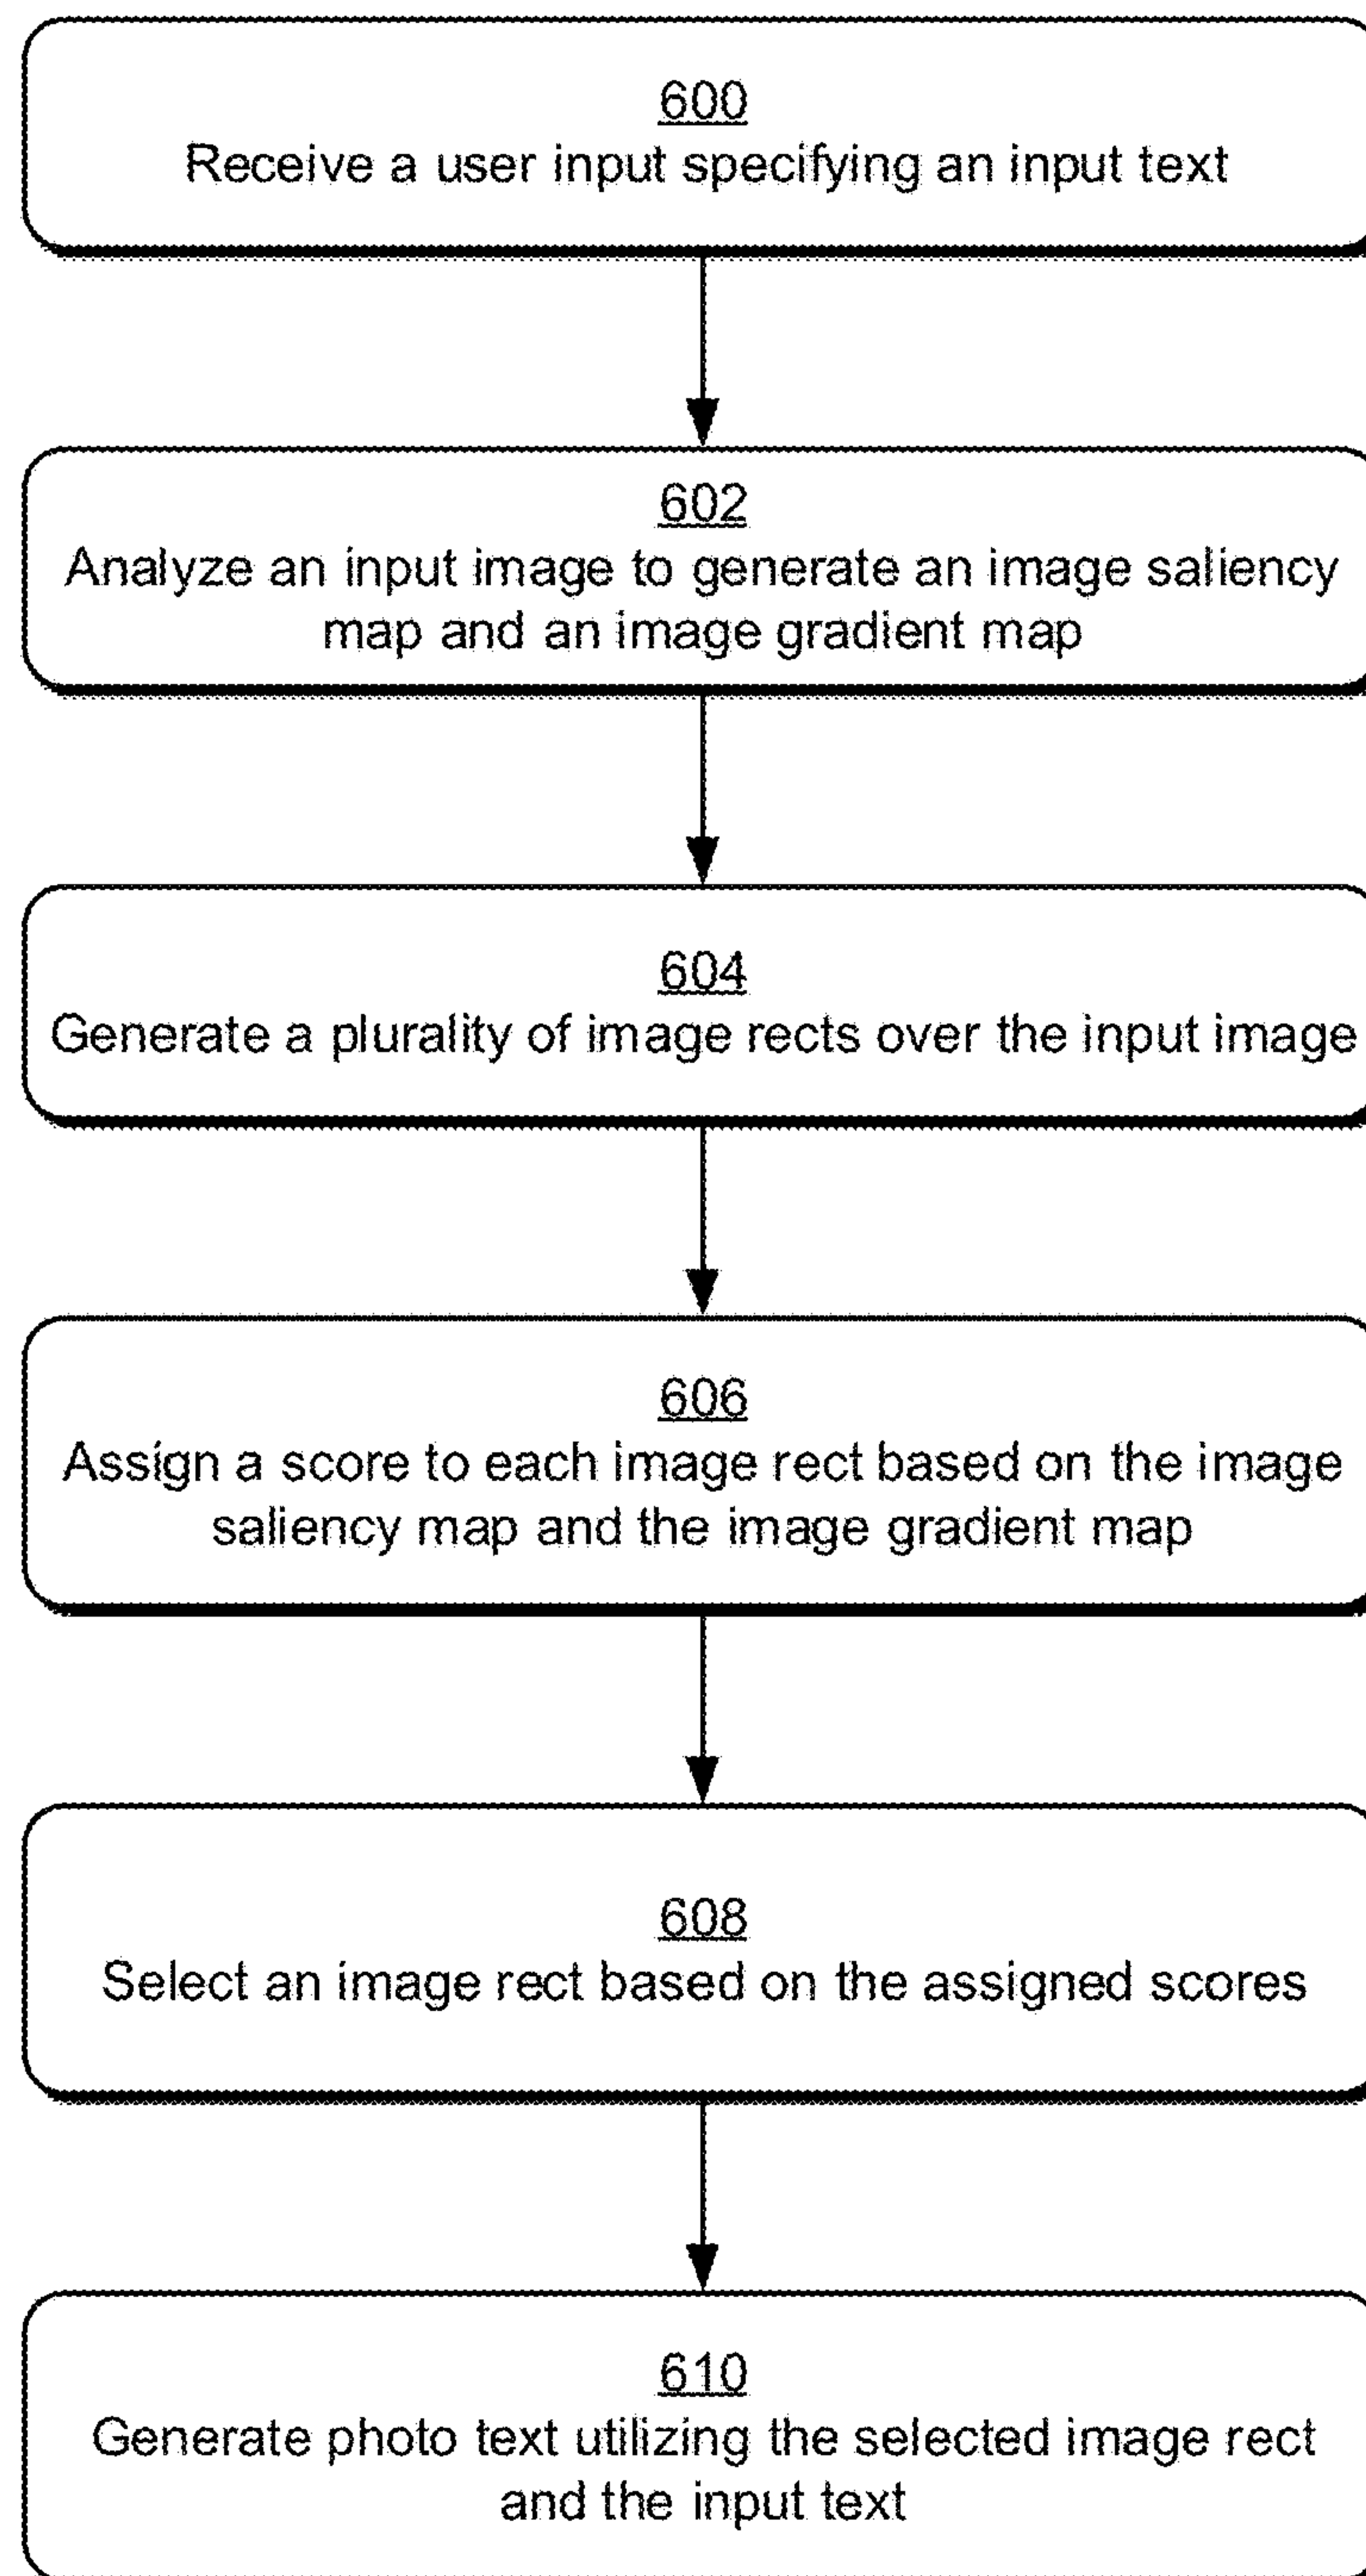 600
Receive a user input specifying an input text
602
Analyze an input image to generate an image saliency
map and an image gradient map
604
Generate a plurality of image rects over the input image
606
Assign a score to each image rect based on the image
saliency map and the image gradient map
608
Select an image rect based on the assigned scores
610
Generate photo text utilizing the selected image rect
and the input text